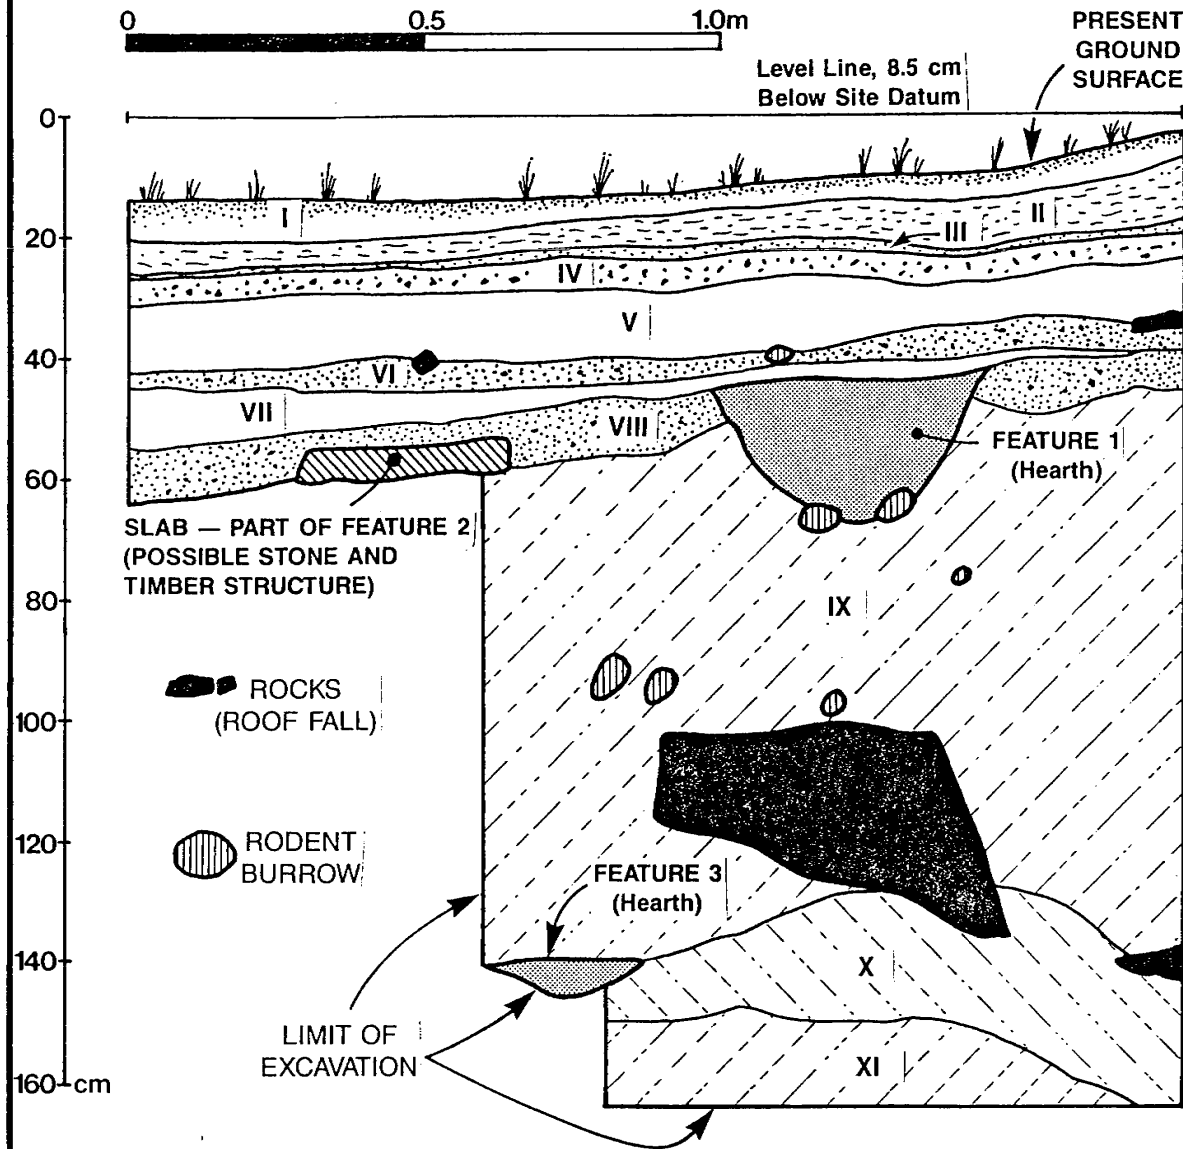 0 0.5 1.0m
PRESENT
GROUND
SURFACE
Level Line, 8.5 cm
Below Site Datum
0
20
40
60
80
100
120
140
160 cm
I
II
III
IV
V
VI
VII
VIII
FEATURE 1
(Hearth)
SLAB — PART OF FEATURE 2
(POSSIBLE STONE AND
TIMBER STRUCTURE)
IX
ROCKS
(ROOF FALL)
RODENT
BURROW
FEATURE 3
(Hearth)
X
LIMIT OF
EXCAVATION
XI